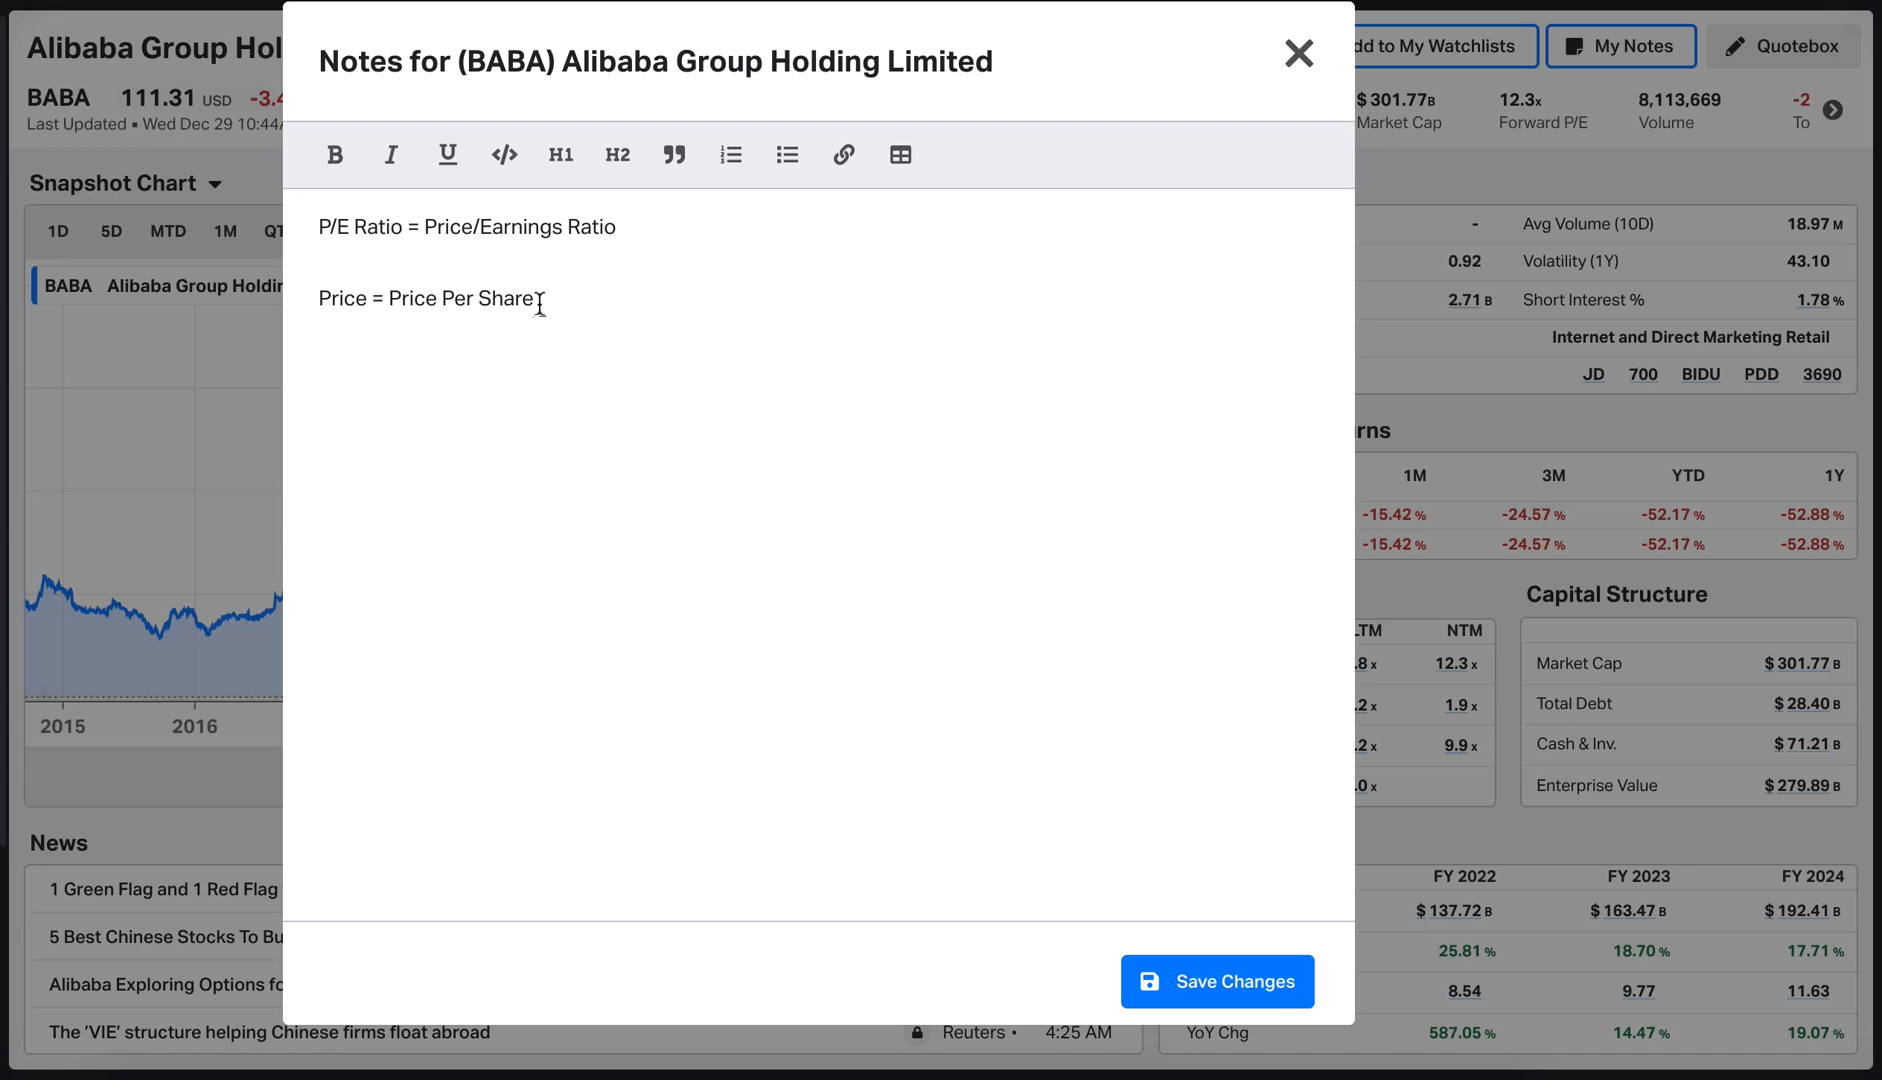 Alibaba Group Hol
BABA 111.31 USD -3.4
Last Updated ▪ Wed Dec 29 10:44
Notes for (BABA) Alibaba Group Holding Limited
dd to My Watchlists
My Notes
Quotebox
$ 301.77B
Market Cap
12.3x
Forward P/E
8,113,669
Volume
-2
To
B I U </> H1 H2
P/E Ratio = Price/Earnings Ratio
Price = Price Per Share
Save Changes
Snapshot Chart
1D 5D MTD 1M QT
BABA Alibaba Group Holdin
2015 2016
- Avg Volume (10D) 18.97 M
0.92 Volatility (1Y) 43.10
2.71 B Short Interest % 1.78 %
Internet and Direct Marketing Retail
JD 700 BIDU PDD 3690
rns
1M 3M YTD 1Y
-15.42 % -24.57 % -52.17 % -52.88 %
-15.42 % -24.57 % -52.17 % -52.88 %
LTM NTM
.8 x 12.3 x
.2 x 1.9 x
.2 x 9.9 x
.0 x
Capital Structure
Market Cap $ 301.77 B
Total Debt $ 28.40 B
Cash & Inv. $ 71.21 B
Enterprise Value $ 279.89 B
News
1 Green Flag and 1 Red Flag
5 Best Chinese Stocks To Bu
Alibaba Exploring Options fo
The 'VIE' structure helping Chinese firms float abroad Reuters • 4:25 AM
FY 2022 FY 2023 FY 2024
$ 137.72 B $ 163.47 B $ 192.41 B
25.81 % 18.70 % 17.71 %
8.54 9.77 11.63
YoY Chg 587.05 % 14.47 % 19.07 %